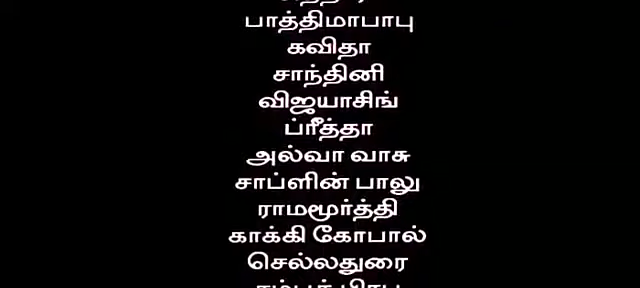 பாத்திமாபாபு
கவிதா
சாந்தினி
விஜயாசிங்
ப்ரீத்தா
அல்வா வாசு
சாப்ளின் பாலு
ராமமூர்த்தி
காக்கி கோபால்
செல்லதுரை